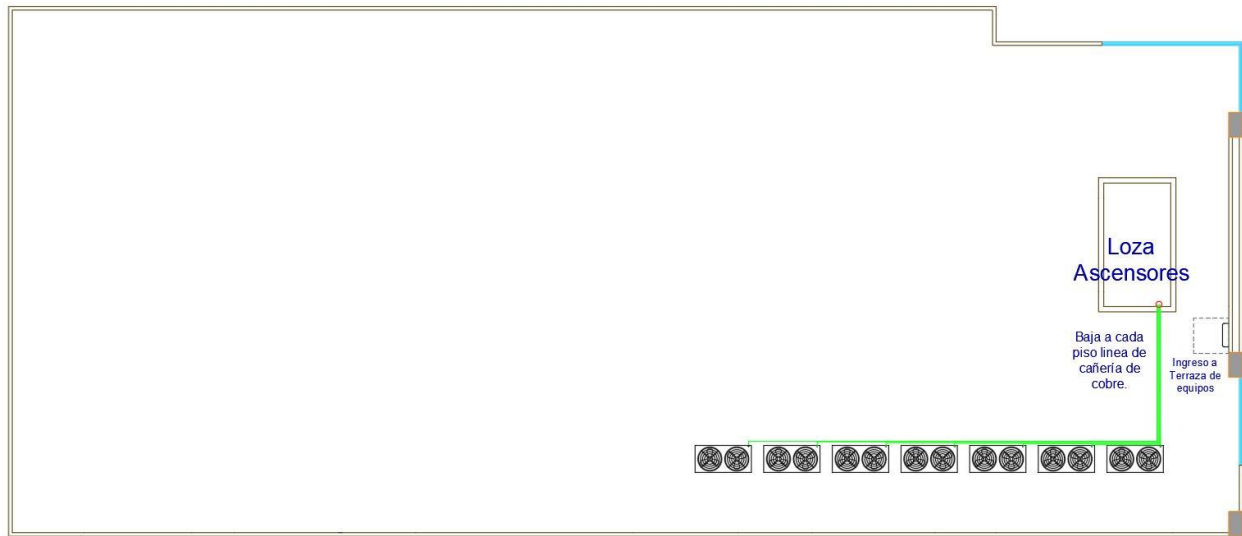 Loza
Ascensores
Baja a cada
piso linea de
cañería de
cobre.
Ingreso a
Terraza de
equipos